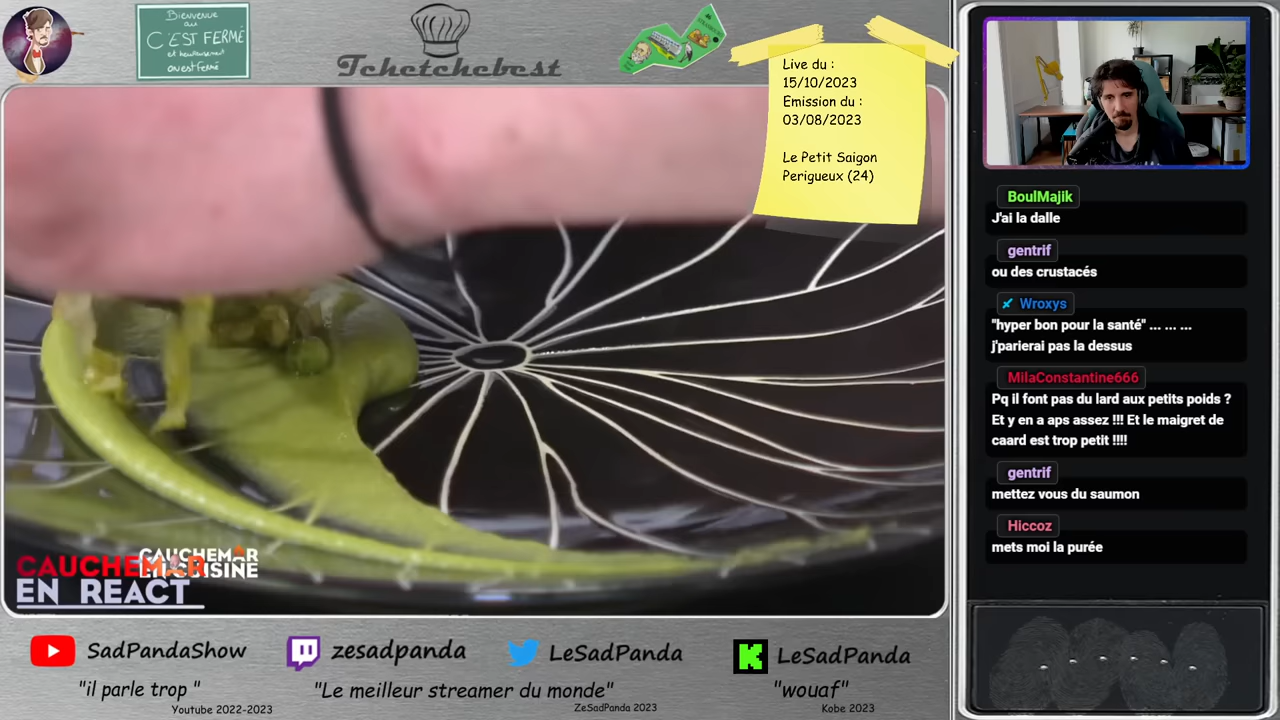 Bienvenue
au
C'EST FERMÉ
et heureusement
on est fermé
Tchetchebest
Live du :
15/10/2023
Emission du :
03/08/2023
Le Petit Saigon
Perigueux (24)
BoulMajik
J'ai la dalle
gentrif
ou des crustacés
Wroxys
"hyper bon pour la santé" ... ... ...
j'parierai pas la dessus
MilaConstantine666
Pq il font pas du lard aux petits poids ?
Et y en a aps assez !!! Et le maigret de
caard est trop petit !!!!
gentrif
mettez vous du saumon
Hiccoz
mets moi la purée
CAUCHEMAR
EN CUISINE
CAUCHEMAR
EN REACT
SadPandaShow
zesadpanda
LeSadPanda
LeSadPanda
"il parle trop "
Youtube 2022-2023
"Le meilleur streamer du monde"
ZeSadPanda 2023
"wouaf"
Kobe 2023